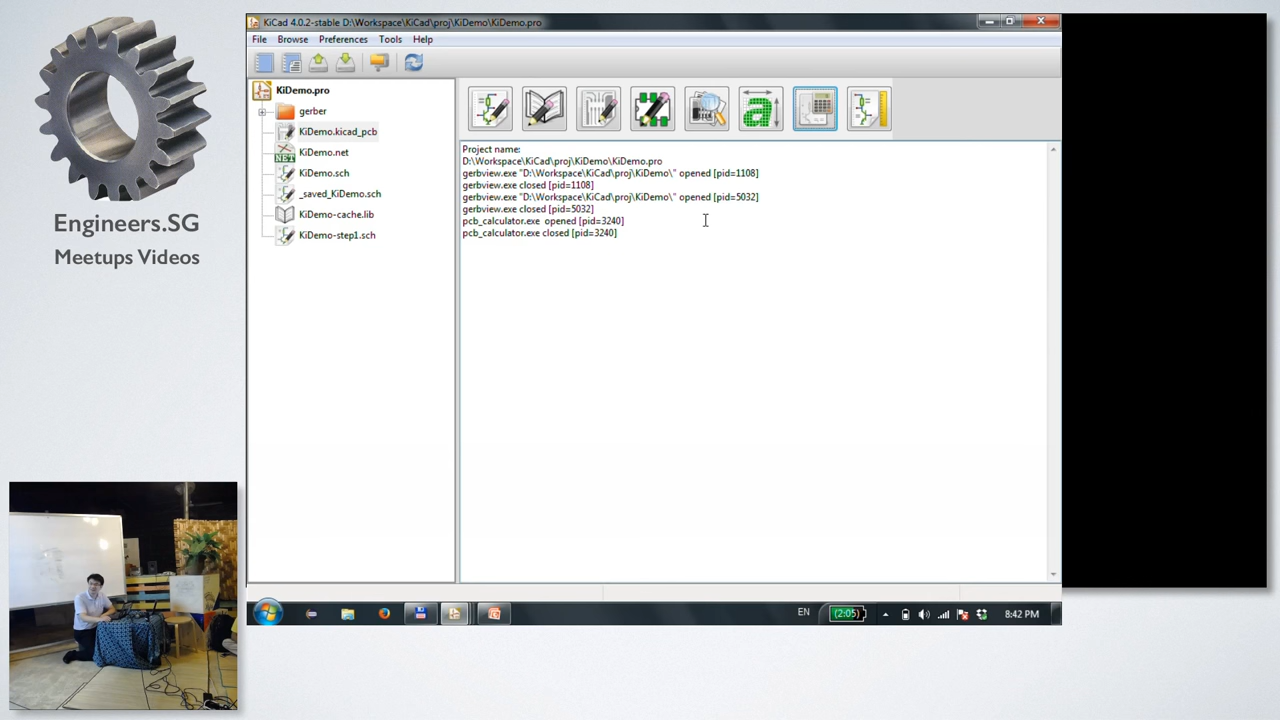 Engineers.SG
Meetups Videos
KiCad 4.0.2-stable D:\Workspace\KiCad\proj\KiDemo\KiDemo.pro
File Browse Preferences Tools Help
KiDemo.pro
gerber
KiDemo.kicad_pcb
NET
KiDemo.net
KiDemo.sch
_saved_KiDemo.sch
KiDemo-cache.lib
KiDemo-step1.sch
a
Project name:
D:\Workspace\KiCad\proj\KiDemo\KiDemo.pro
gerbview.exe "D:\Workspace\KiCad\proj\KiDemo\" opened [pid=1108]
gerbview.exe closed [pid=1108]
gerbview.exe "D:\Workspace\KiCad\proj\KiDemo\" opened [pid=5032]
gerbview.exe closed [pid=5032]
pcb_calculator.exe  opened [pid=3240]
pcb_calculator.exe closed [pid=3240]
EN (2:05) 8:42 PM